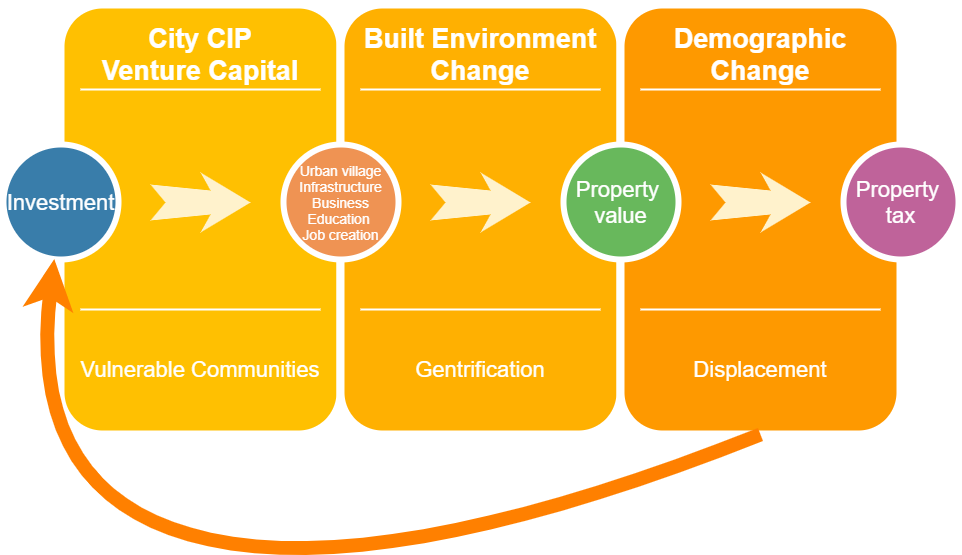 City CIP
Venture Capital
Built Environment
Change
Demographic
Change
Investment
Urban village
Infrastructure
Business
Education
Job creation
Property
value
Property
tax
Vulnerable Communities
Gentrification
Displacement